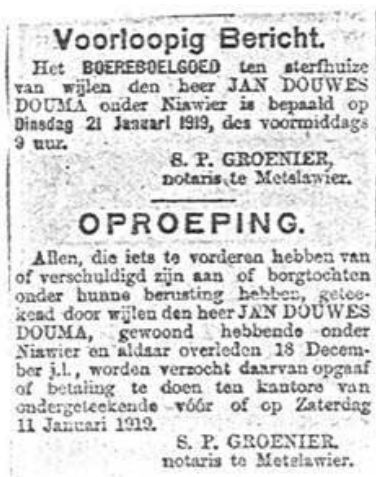 Voorloopig Bericht.
Het BOEREBOELGOED ten sterfhuize
van wijlen den heer JAN DOUWES
DOUMA onder Niawier is bepaald op
Dinsdag 21 Januari 1919, des voormiddags
9 uur.
S. P. GROENIER,
notaris te Metslawier.
OPROEPING.
Allen, die iets te vorderen hebben van
of verschuldigd zijn aan of borgtochten
onder hunne berusting hebben, getee-
kend door wijlen den heer JAN DOUWES
DOUMA, gewoond hebbende onder
Niawier en aldaar overleden 18 Decem-
ber j.l., worden verzocht daarvan opgaaf
of betaling te doen ten kantore van
ondergeteekende vóór of op Zaterdag
11 Januari 1919.
S. P. GROENIER,
notaris te Metslawier.